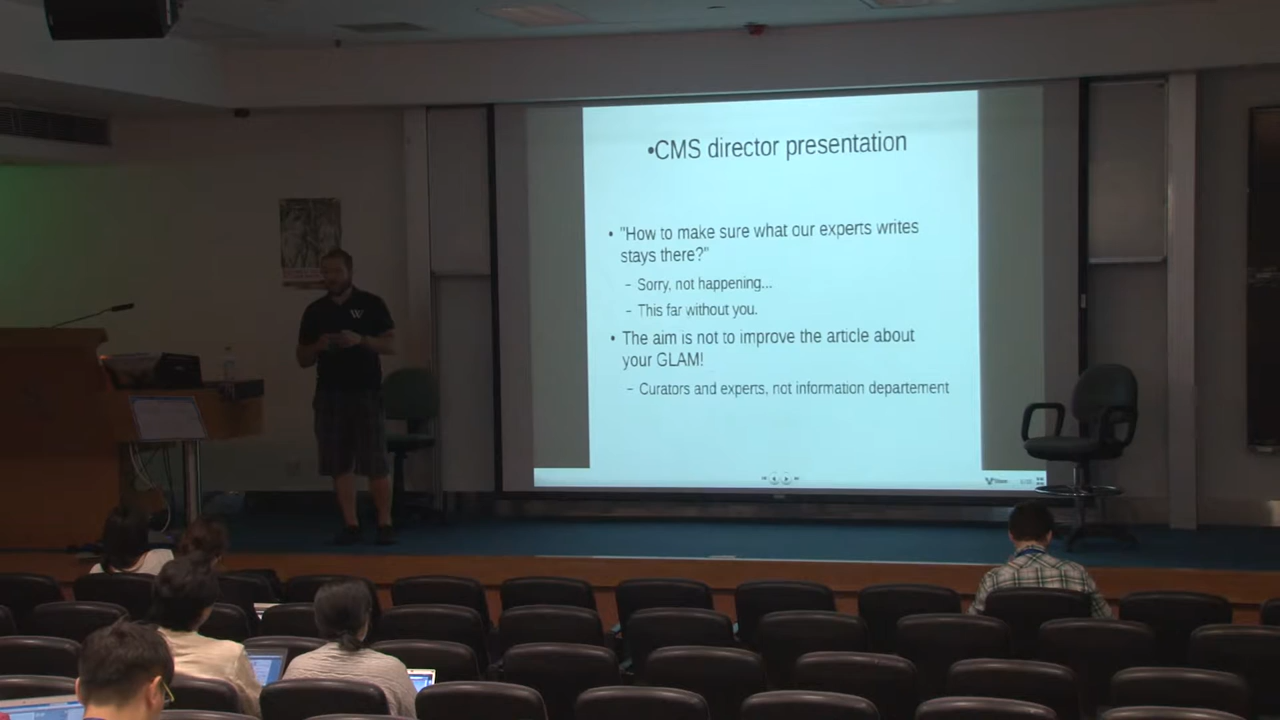 •CMS director presentation
• "How to make sure what our experts writes
stays there?"
– Sorry, not happening...
– This far without you.
• The aim is not to improve the article about
your GLAM!
– Curators and experts, not information departement
W